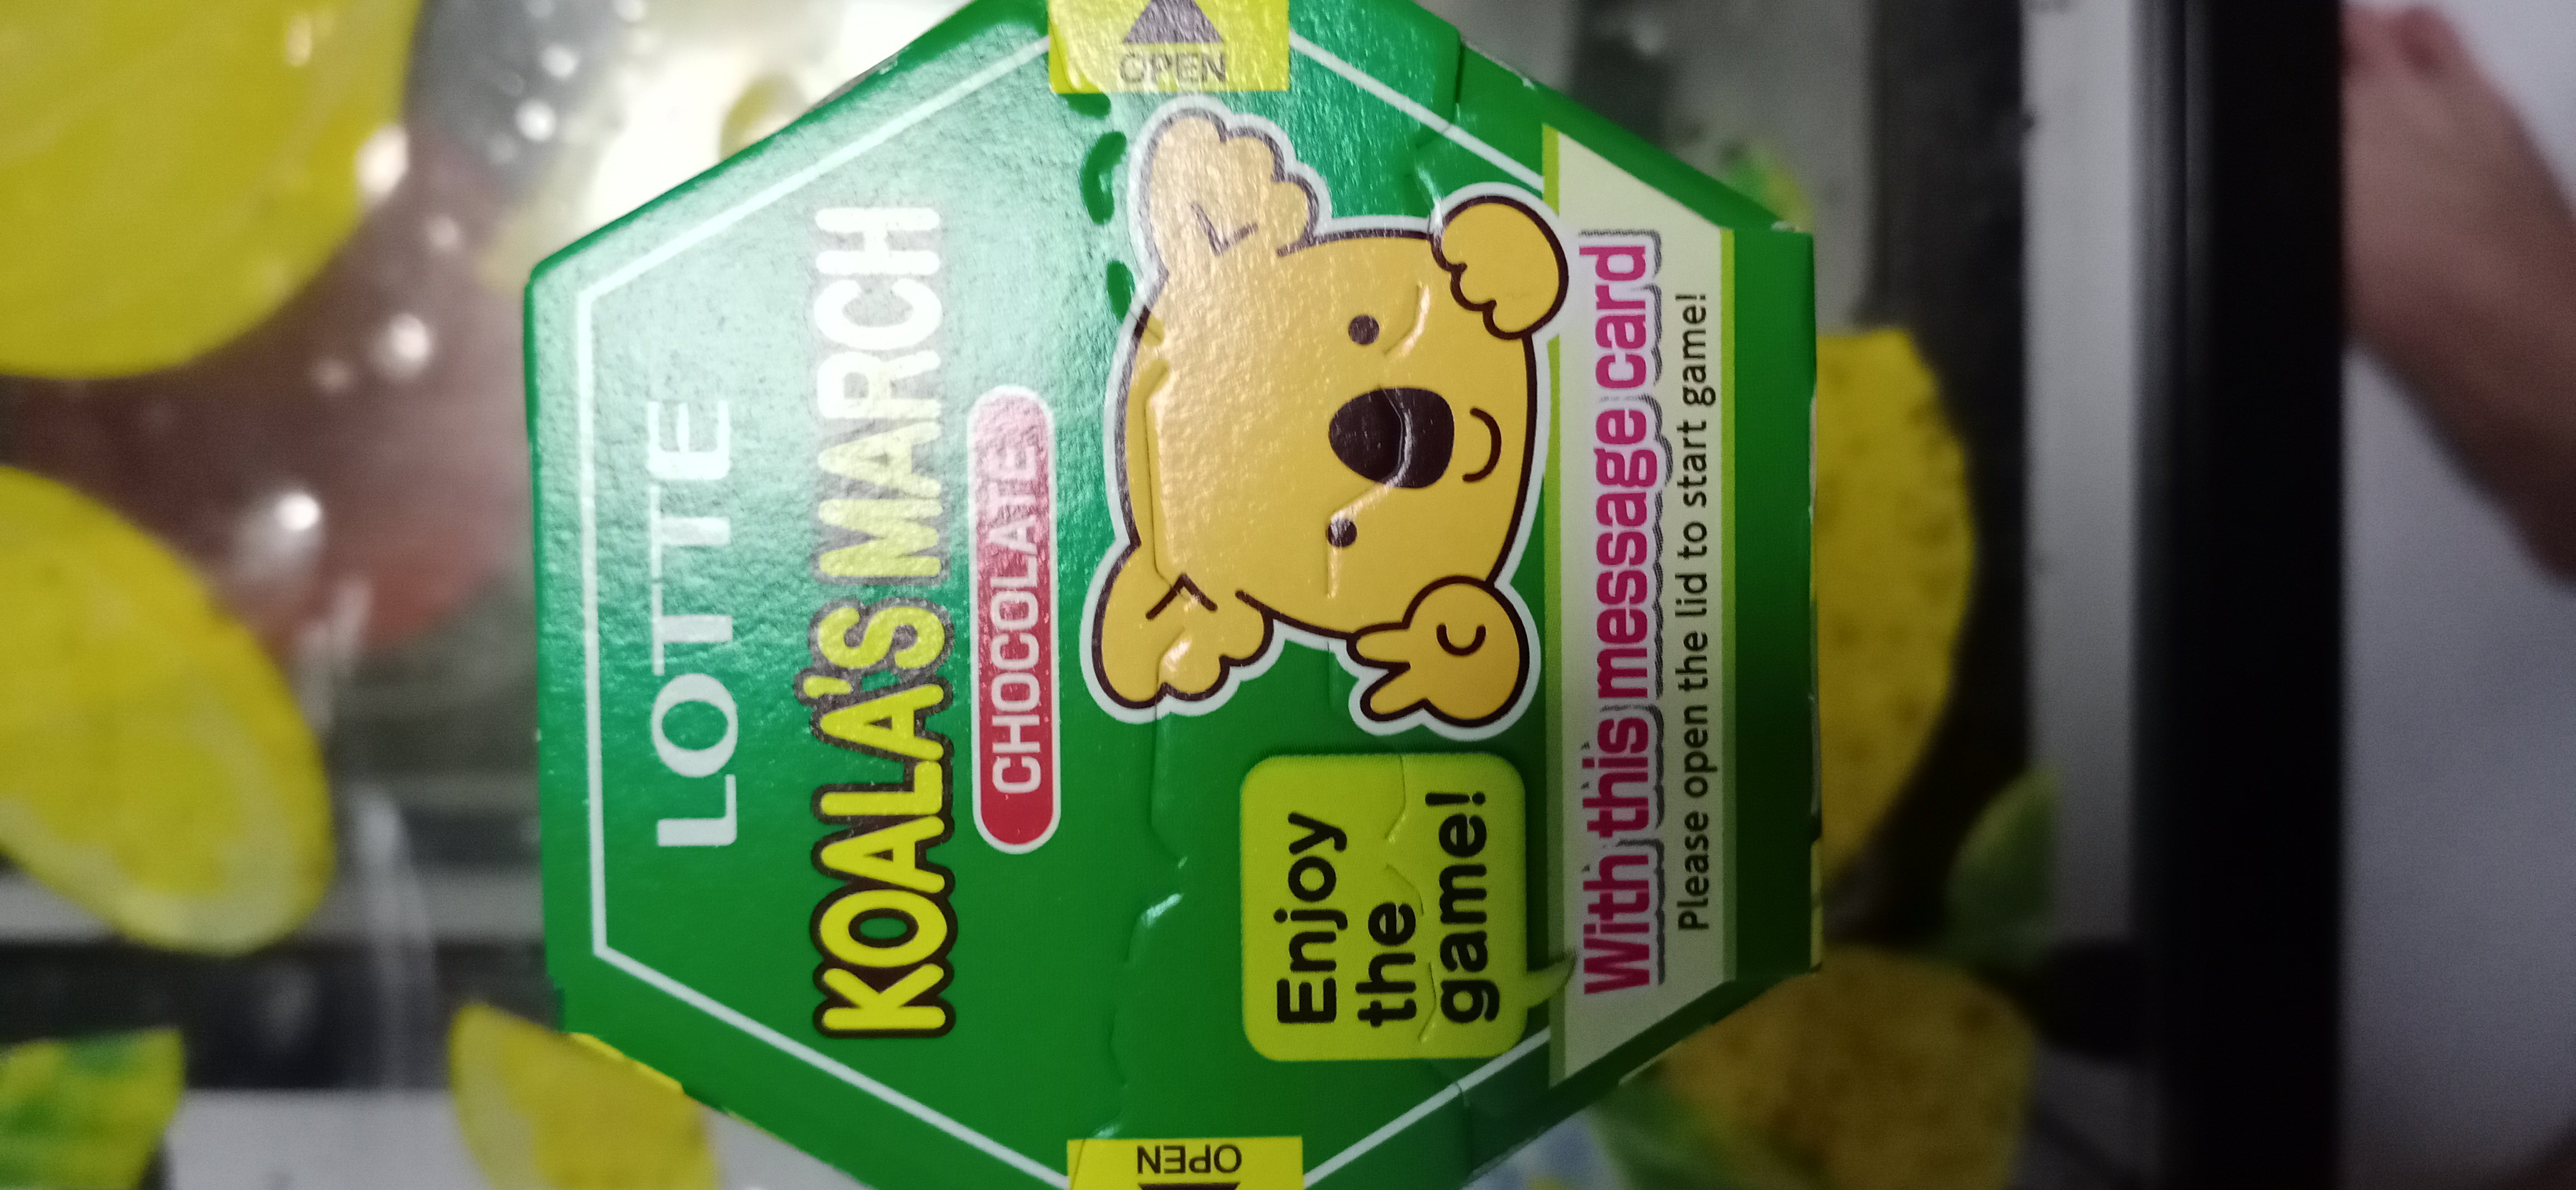 LOTTE
KOALA'S MARCH
CHOCOLATE
OPEN
OPEN
Enjoy
the
game!
With this message card
Please open the lid to start game!